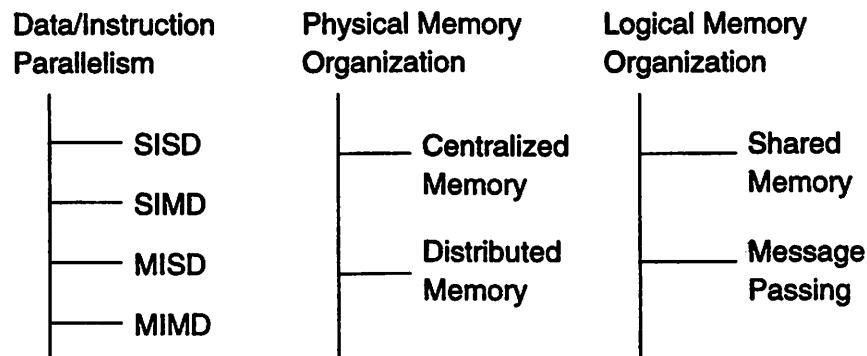 Data/Instruction
Parallelism
SISD
SIMD
MISD
MIMD
Physical Memory
Organization
Centralized
Memory
Distributed
Memory
Logical Memory
Organization
Shared
Memory
Message
Passing